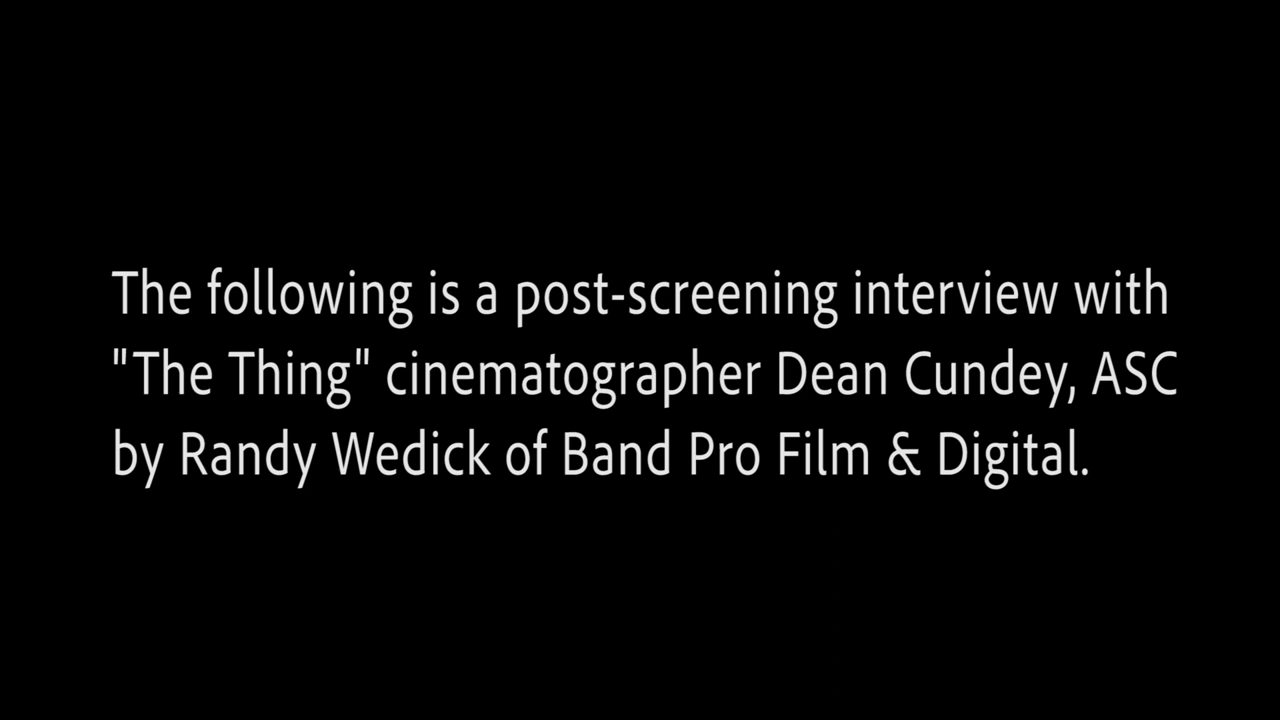 The following is a post-screening interview with
"The Thing" cinematographer Dean Cundey, ASC
by Randy Wedick of Band Pro Film & Digital.